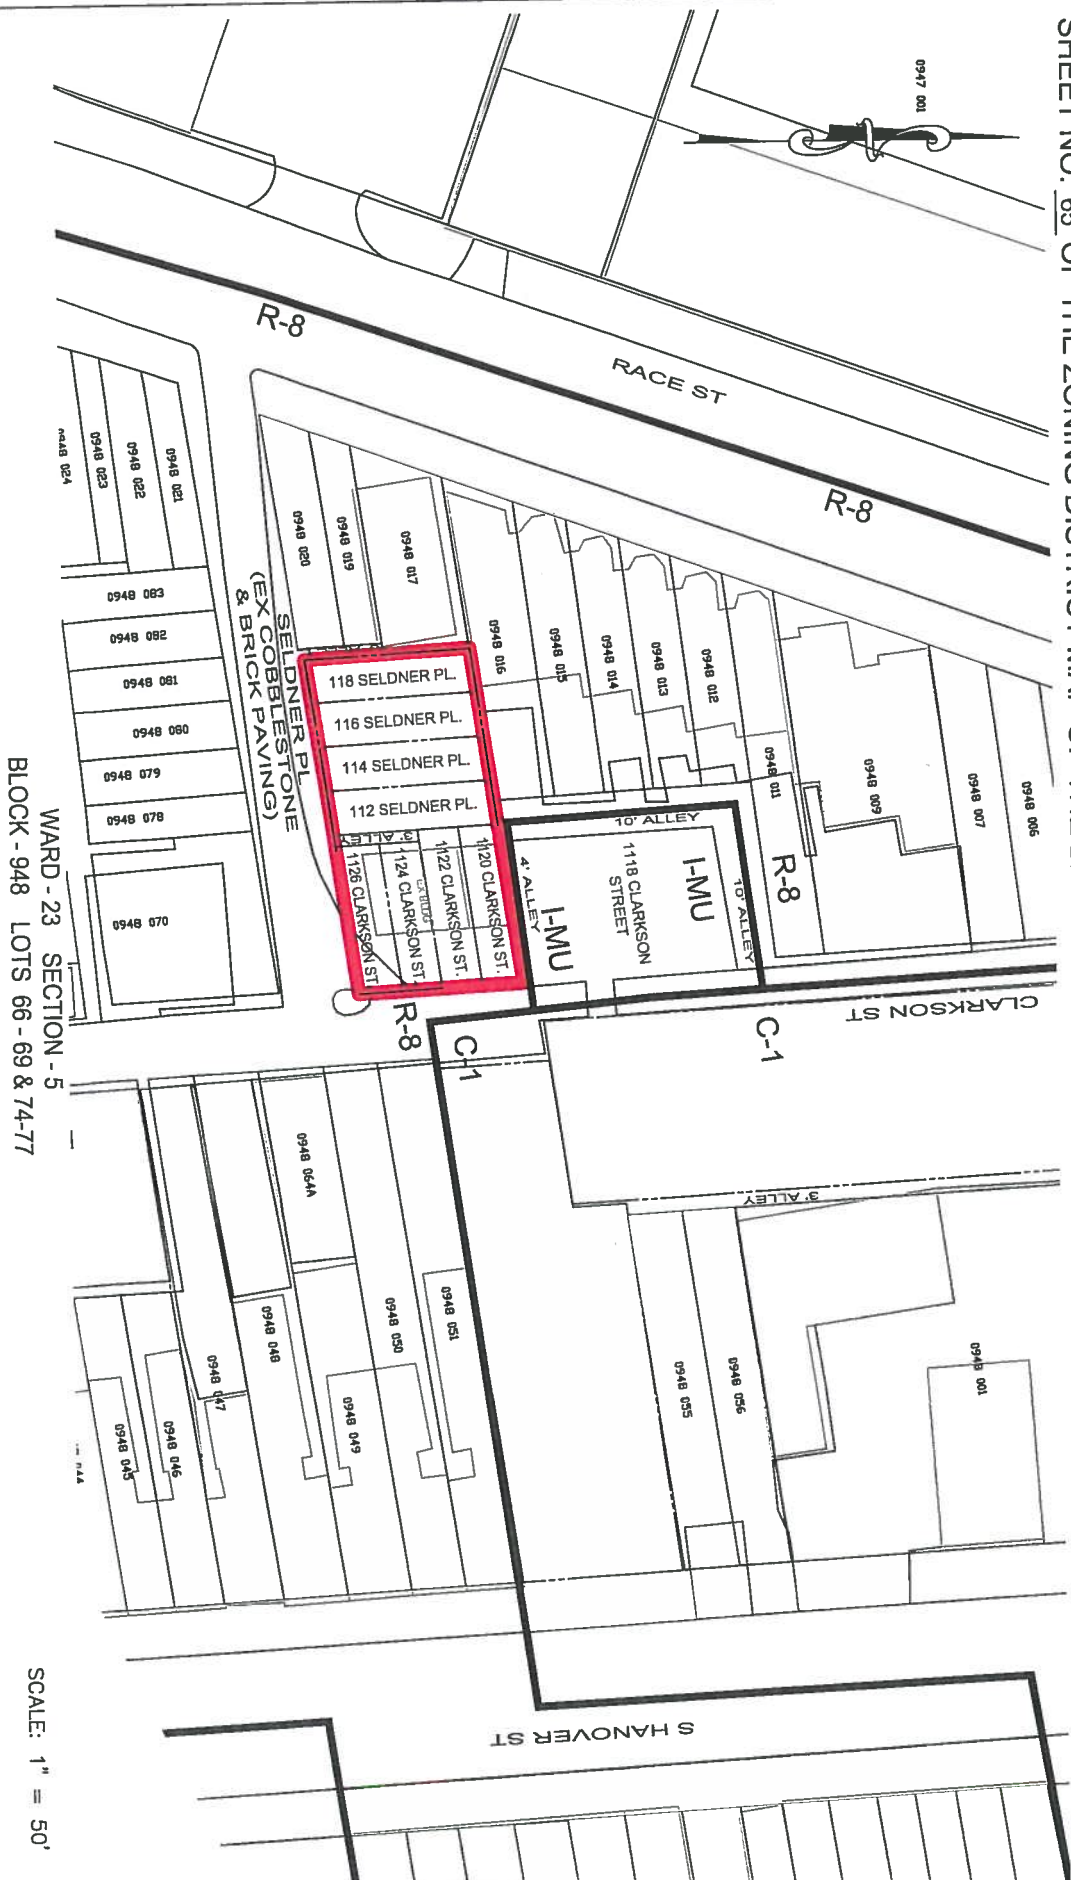 SHEET NO. 65 OF THE ZONING DISTRICT MAP OF THE
0947 001
RACE ST
R-8
R-8
0948 024
0948 023
0948 022
0948 021
0948 020
0948 019
0948 017
0948 016
0948 015
0948 014
0948 013
0948 012
0948 011
0948 009
0948 007
0948 006
0948 083
0948 082
0948 081
0948 080
0948 079
0948 078
0948 070
SELDNER PL
(EX COBBLESTONE
& BRICK PAVING)
118 SELDNER PL.
116 SELDNER PL.
114 SELDNER PL.
112 SELDNER PL.
3' ALLEY
1126 CLARKSON ST.
1124 CLARKSON ST.
EX BLDG
1122 CLARKSON ST.
1120 CLARKSON ST.
4' ALLEY
10' ALLEY
10' ALLEY
1118 CLARKSON
STREET
I-MU
I-MU
R-8
R-8
C-1
C-1
CLARKSON ST
3' ALLEY
0948 064A
0948 051
0948 050
0948 049
0948 048
0948 047
0948 046
0948 045
0948 055
0948 056
0948 001
S HANOVER ST
WARD - 23 SECTION - 5
BLOCK - 948 LOTS 66 - 69 & 74-77
SCALE: 1" = 50'